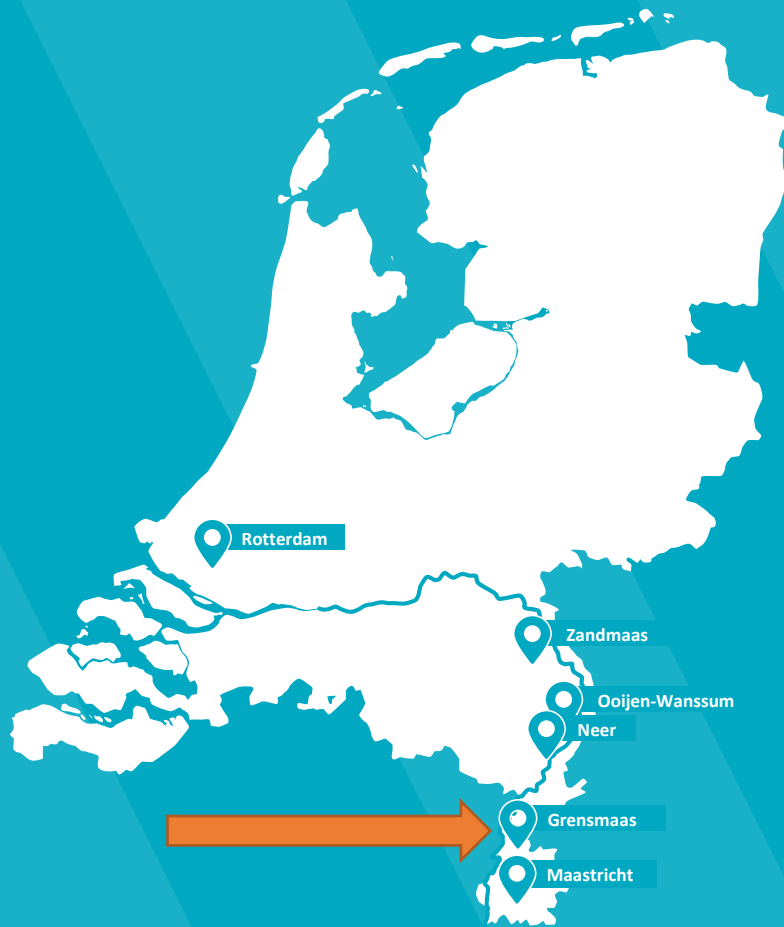 Rotterdam
Zandmaas
Ooijen-Wanssum
Neer
Grensmaas
Maastricht